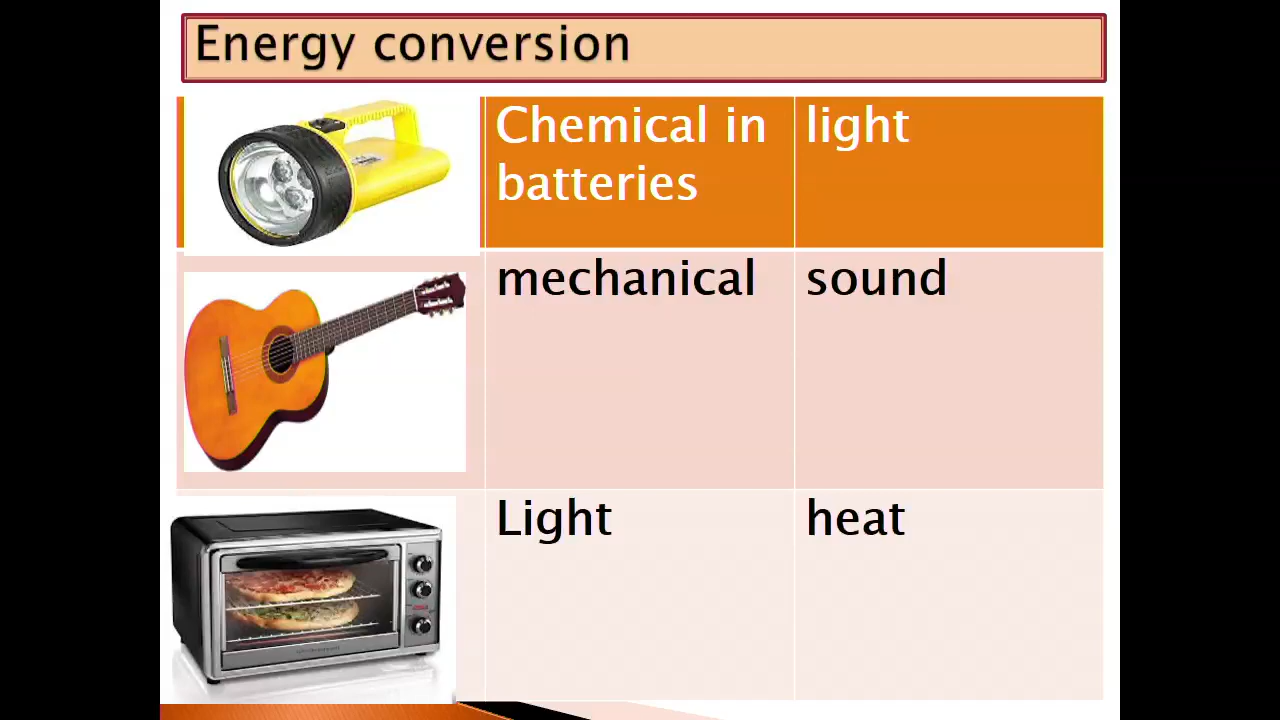 Energy conversion
Chemical in
batteries
light
mechanical
sound
Light
heat